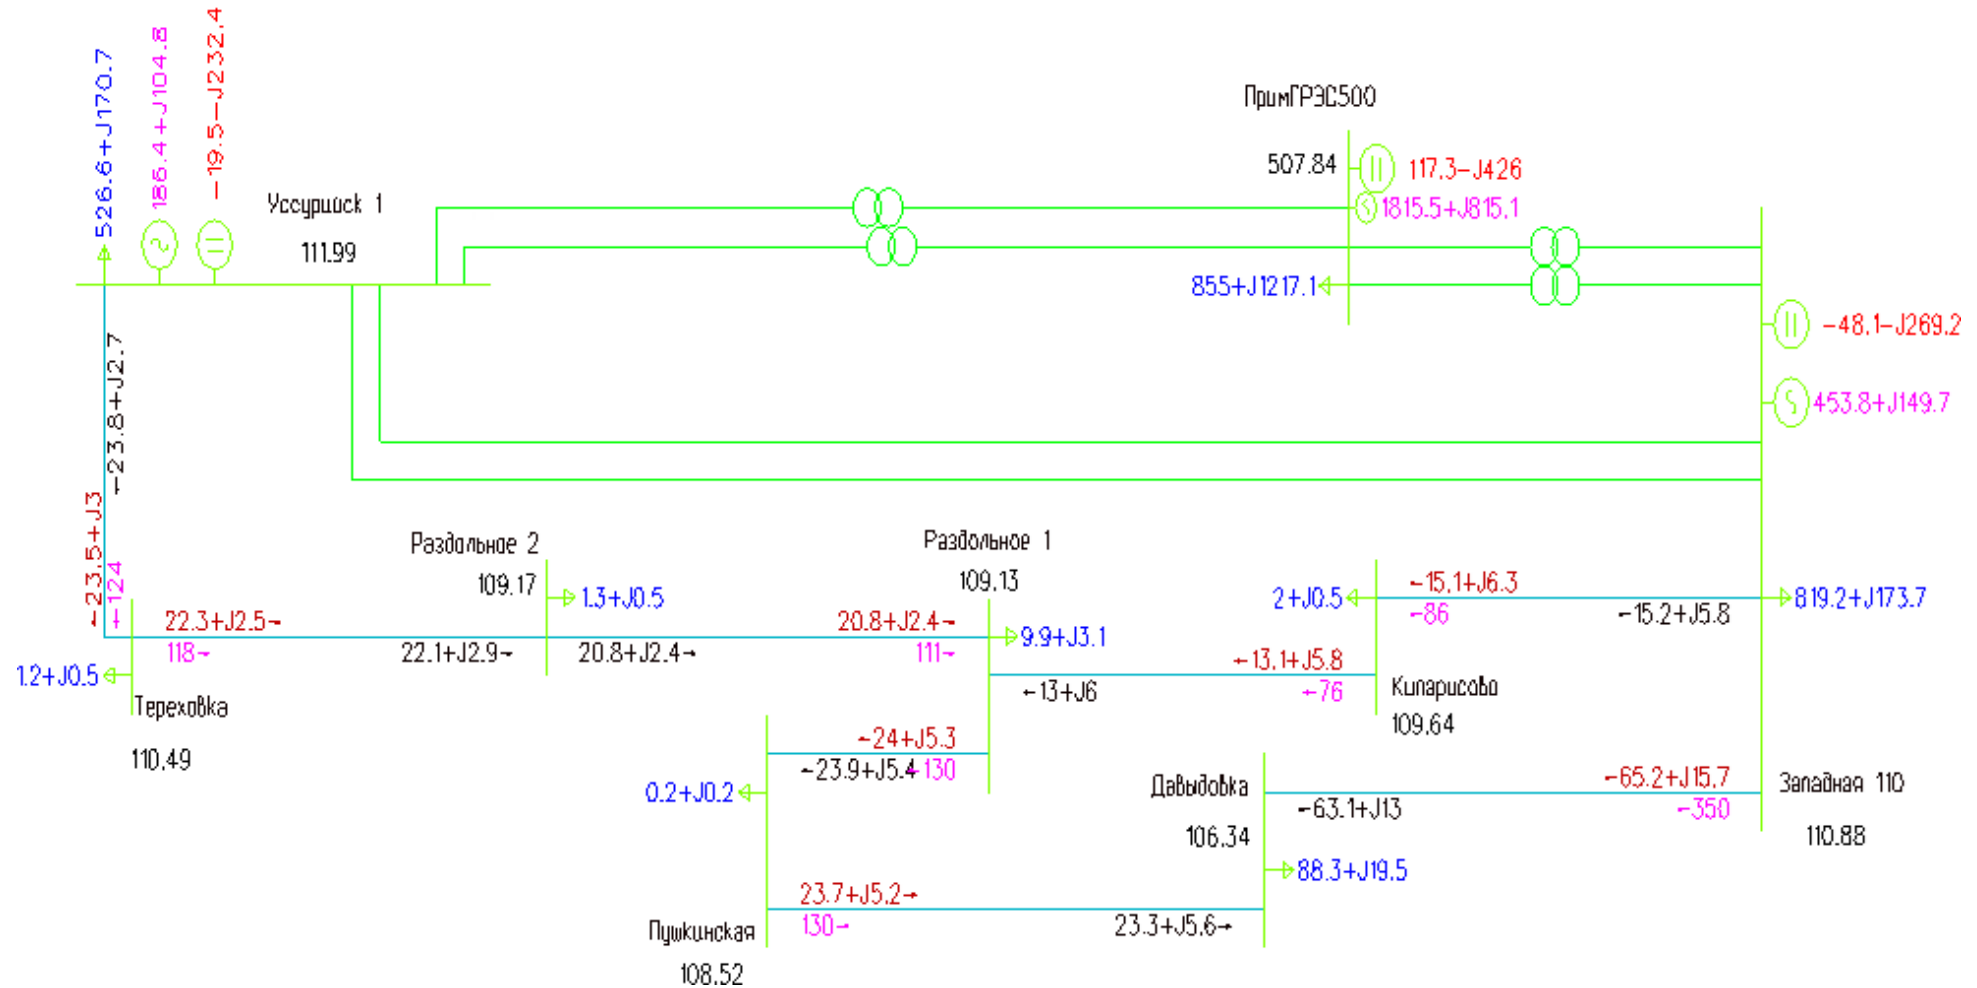 526.6+J170.7
186.4+J104.8
−19.5−J232.4
ПримГРЭС500
507.84
117.3−J426
1815.5+J815.1
Уссурийск 1
111.99
855+J1217.1
−48.1−J269.2
453.8+J149.7
←23.8+J2.7
←23.5+J3
←124
Раздольное 2
109.17
1.3+J0.5
Раздольное 1
109.13
2+J0.5
←15.1+J6.3
←86
←15.2+J5.8
819.2+J173.7
22.3+J2.5→
118→
22.1+J2.9→
20.8+J2.4→
20.8+J2.4→
111→
9.9+J3.1
1.2+J0.5
Тереховка
110.49
←13.1+J5.8
←13+J6
←76
Кипарисово
109.64
←24+J5.3
←23.9+J5.4
←130
0.2+J0.2
Давыдовка
106.34
←65.2+J15.7
←63.1+J13
←350
Западная 110
110.88
88.3+J19.5
23.7+J5.2→
130→
23.3+J5.6→
Пушкинская
108.52